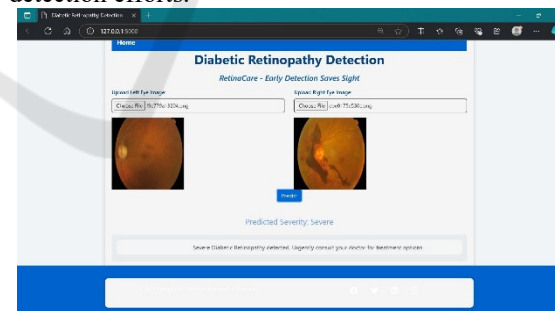 detection efforts.
Diabetic Retinopathy Detection
127.0.0.1:5000
Home
Diabetic Retinopathy Detection
RetinaCare - Early Detection Saves Sight
Upload Left Eye Image: Upload Right Eye Image:
Choose File Choose File
Predict
Predicted Severity: Severe
Severe Diabetic Retinopathy detected. Urgently consult your doctor for treatment options